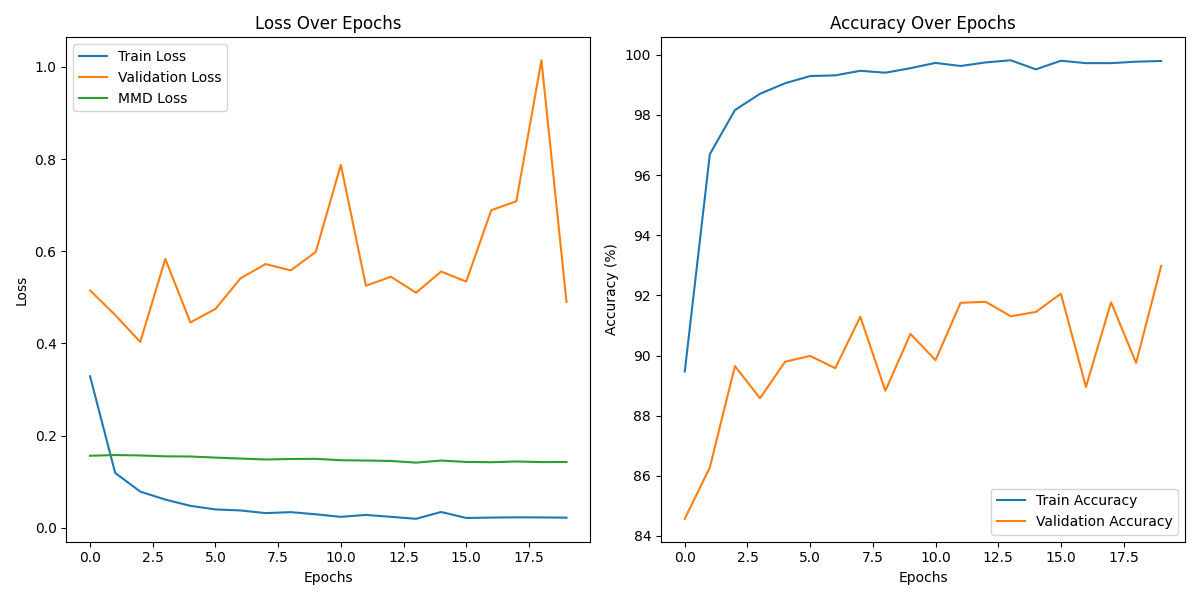 Loss Over Epochs
Train Loss
Validation Loss
MMD Loss
1.0
0.8
0.6
0.4
0.2
0.0
Loss
0.0 2.5 5.0 7.5 10.0 12.5 15.0 17.5
Epochs
Accuracy Over Epochs
100
98
96
94
92
90
88
86
84
Accuracy (%)
Train Accuracy
Validation Accuracy
0.0 2.5 5.0 7.5 10.0 12.5 15.0 17.5
Epochs